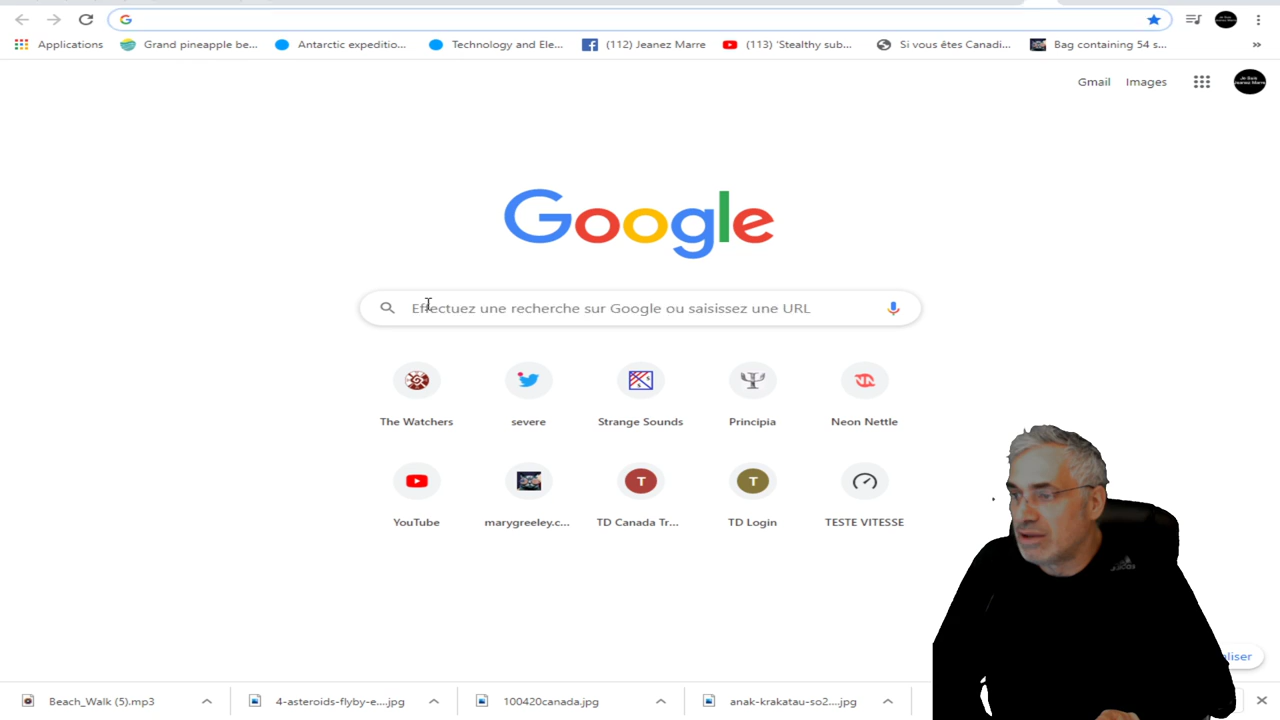 Applications Grand pineapple be... Antarctic expeditio... Technology and Ele... (112) Jeanez Marre (113) 'Stealthy sub... Si vous êtes Canadi... Bag containing 54 s... »
Gmail Images
Google
Effectuez une recherche sur Google ou saisissez une URL
The Watchers severe Strange Sounds Principia Neon Nettle
T T
YouTube marygreeley.c... TD Canada Tr... TD Login TESTE VITESSE
adidas
aliser
Beach_Walk (5).mp3 4-asteroids-flyby-e....jpg 100420canada.jpg anak-krakatau-so2....jpg